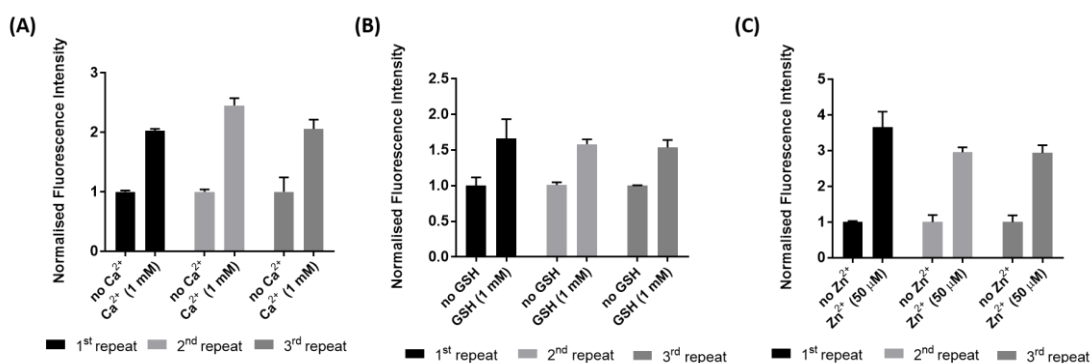 (A)
Normalised Fluorescence Intensity
3
2
1
0
no Ca²⁺
Ca²⁺ (1 mM)
no Ca²⁺
Ca²⁺ (1 mM)
no Ca²⁺
Ca²⁺ (1 mM)
1st repeat 2nd repeat 3rd repeat
(B)
Normalised Fluorescence Intensity
2.5
2.0
1.5
1.0
0.5
0.0
no GSH
GSH (1 mM)
no GSH
GSH (1 mM)
no GSH
GSH (1 mM)
1st repeat 2nd repeat 3rd repeat
(C)
Normalised Fluorescence Intensity
5
4
3
2
1
0
no Zn²⁺
Zn²⁺ (50 µM)
no Zn²⁺
Zn²⁺ (50 µM)
no Zn²⁺
Zn²⁺ (50 µM)
1st repeat 2nd repeat 3rd repeat